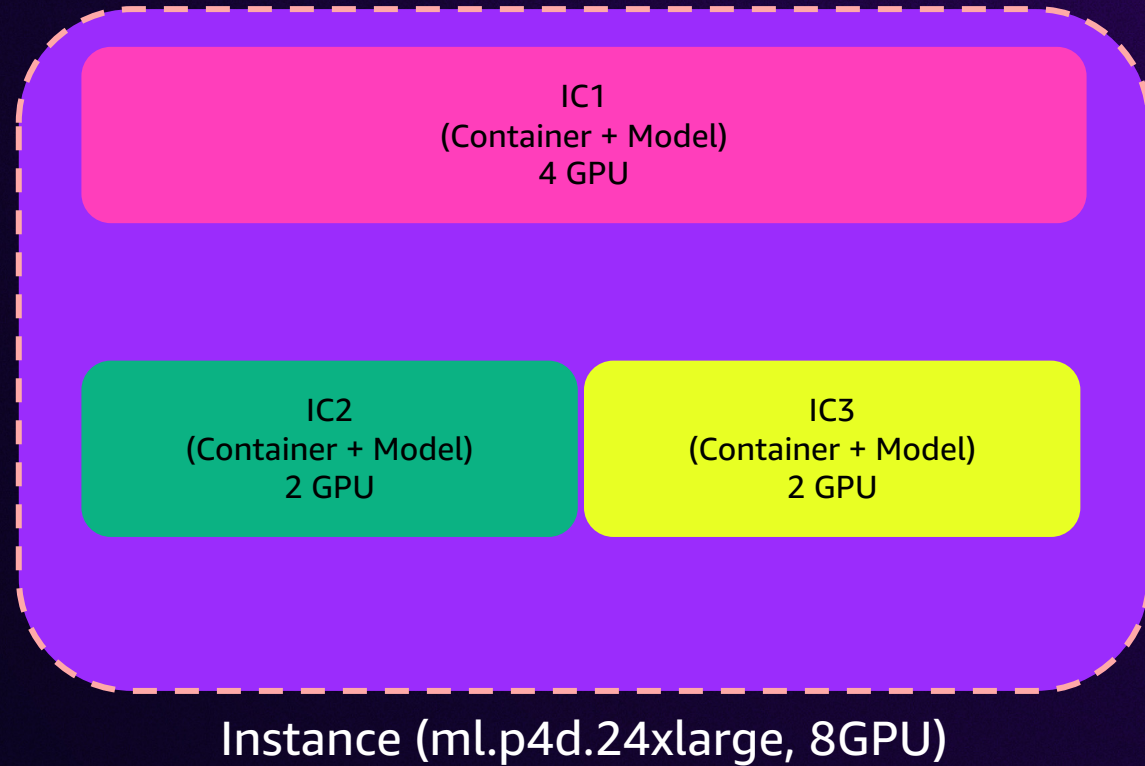 IC1
(Container + Model)
4 GPU
IC2
(Container + Model)
2 GPU
IC3
(Container + Model)
2 GPU
Instance (ml.p4d.24xlarge, 8GPU)